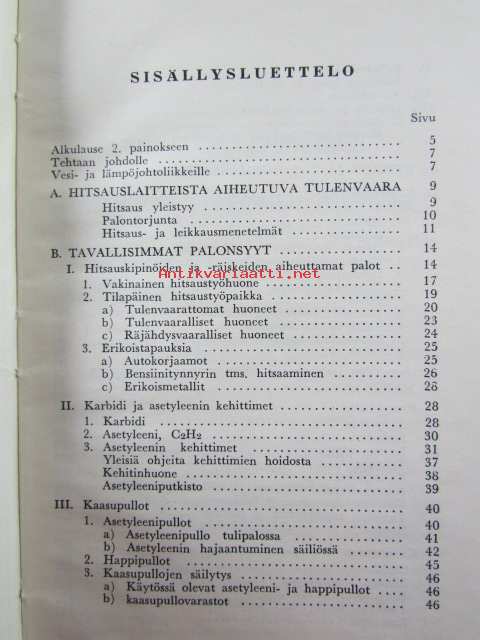 SISÄLLYSLUETTELO
Sivu
Alkulause 2. painokseen 5
Tehtaan johdolle 7
Vesi- ja lämpöjohtoliikkeille 7
A. HITSAUSLAITTEISTA AIHEUTUVA TULENVAARA 9
Hitsaus yleistyy 9
Palontorjunta 10
Hitsaus- ja leikkausmenetelmät 11
B. TAVALLISIMMAT PALONSYYT 14
I. Hitsauskipinöiden ja räiskeiden aiheuttamat palot 14
Antikvariaatti.net
1. Vakinainen hitsaustyöhuone 17
2. Tilapäinen hitsaustyöpaikka 19
a) Tulenvaarattomat huoneet 20
b) Tulenvaaralliset huoneet 23
c) Räjähdysvaaralliset huoneet 24
3. Erikoistapauksia 25
a) Autokorjaamot 25
b) Bensiinitynnyrin tms. hitsaaminen 26
c) Erikoismetallit 28
II. Karbidi ja asetyleenin kehittimet 28
1. Karbidi 28
2. Asetyleeni, C2H2 30
3. Asetyleenin kehittimet 31
Yleisiä ohjeita kehittimien hoidosta 37
Kehitinhuone 38
Asetyleeniputkisto 39
III. Kaasupullot 40
1. Asetyleenipullot 40
a) Asetyleenipullo tulipalossa 41
b) Asetyleenin hajaantuminen säiliössä 42
2. Happipullot 45
3. Kaasupullojen säilytys 46
a) Käytössä olevat asetyleeni- ja happipullot 46
b) kaasupullovarastot 46